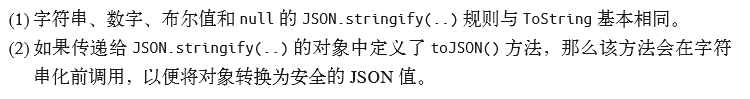 (1) 字符串、数字、布尔值和 null 的 JSON.stringify(..) 规则与 ToString 基本相同。
(2) 如果传递给 JSON.stringify(..) 的对象中定义了 toJSON() 方法，那么该方法会在字符
串化前调用，以便将对象转换为安全的 JSON 值。